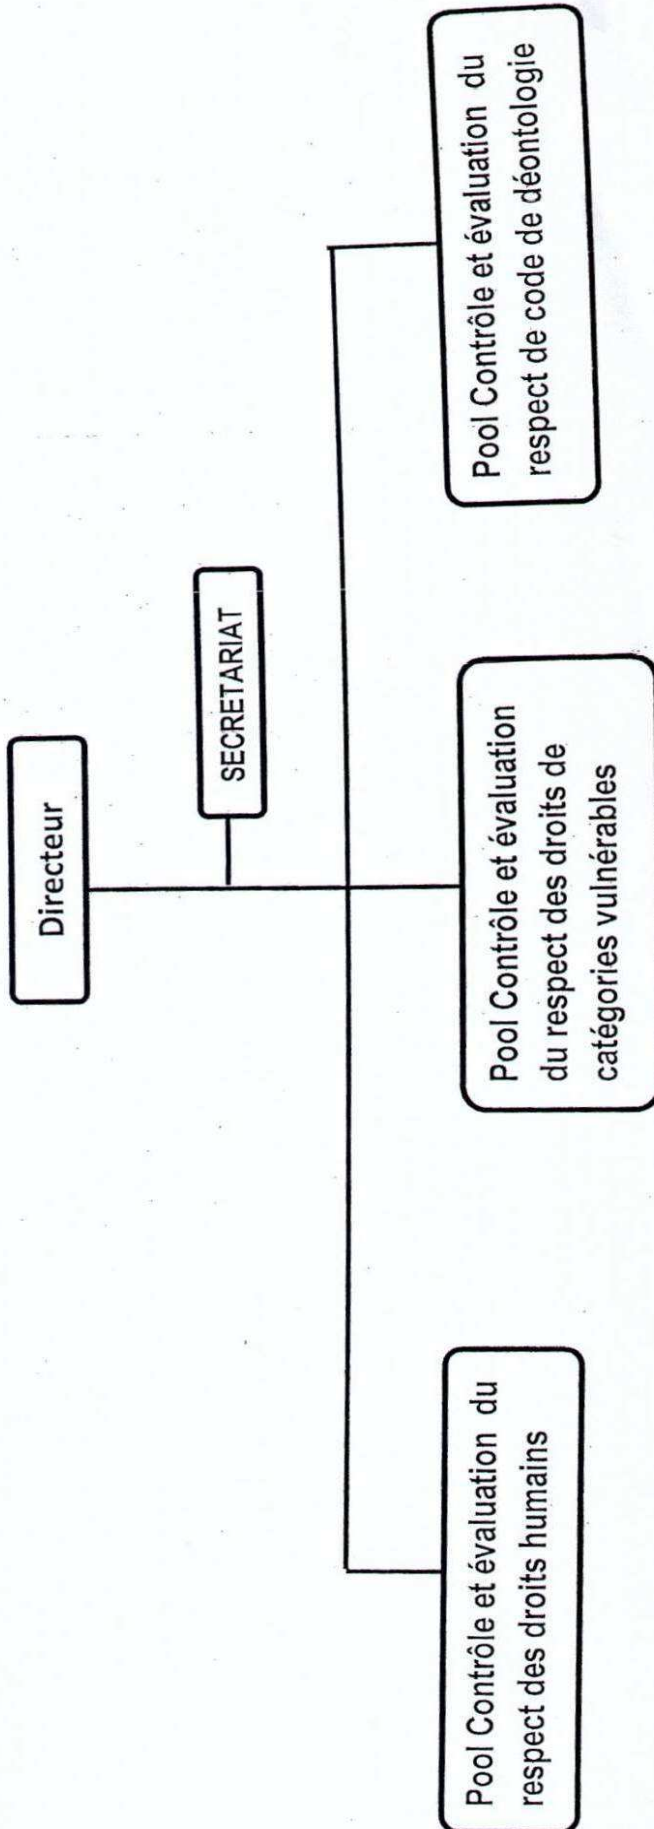 Directeur
SECRETARIAT
Pool Contrôle et évaluation du
respect des droits humains
Pool Contrôle et évaluation
du respect des droits de
catégories vulnérables
Pool Contrôle et évaluation du
respect de code de déontologie